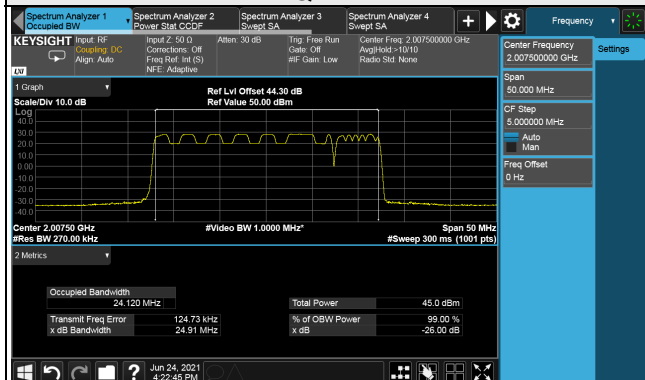 Spectrum Analyzer 1
Occupied BW
Spectrum Analyzer 2
Power Stat CCDF
Spectrum Analyzer 3
Swept SA
Spectrum Analyzer 4
Swept SA
+
Frequency
KEYSIGHT
Input: RF
Coupling: DC
Align: Auto
Input Z: 50 Ω
Corrections: Off
Freq Ref: Int (S)
NFE: Adaptive
Atten: 30 dB
Trig: Free Run
Gate: Off
#IF Gain: Low
Center Freq: 2.007500000 GHz
Avg|Hold:>10/10
Radio Std: None
LXI
Center Frequency
2.007500000 GHz
Settings
Span
50.000 MHz
CF Step
5.000000 MHz
Auto
Man
Freq Offset
0 Hz
1 Graph
Scale/Div 10.0 dB
Ref Lvl Offset 44.30 dB
Ref Value 50.00 dBm
Log
40.0
30.0
20.0
10.0
0.00
-10.0
-20.0
-30.0
-40.0
Center 2.00750 GHz
#Res BW 270.00 kHz
#Video BW 1.0000 MHz*
Span 50 MHz
#Sweep 300 ms (1001 pts)
2 Metrics
Occupied Bandwidth
24.120 MHz
Transmit Freq Error
124.73 kHz
x dB Bandwidth
24.91 MHz
Total Power
45.0 dBm
% of OBW Power
99.00 %
x dB
-26.00 dB
?
Jun 24, 2021
4:22:45 PM